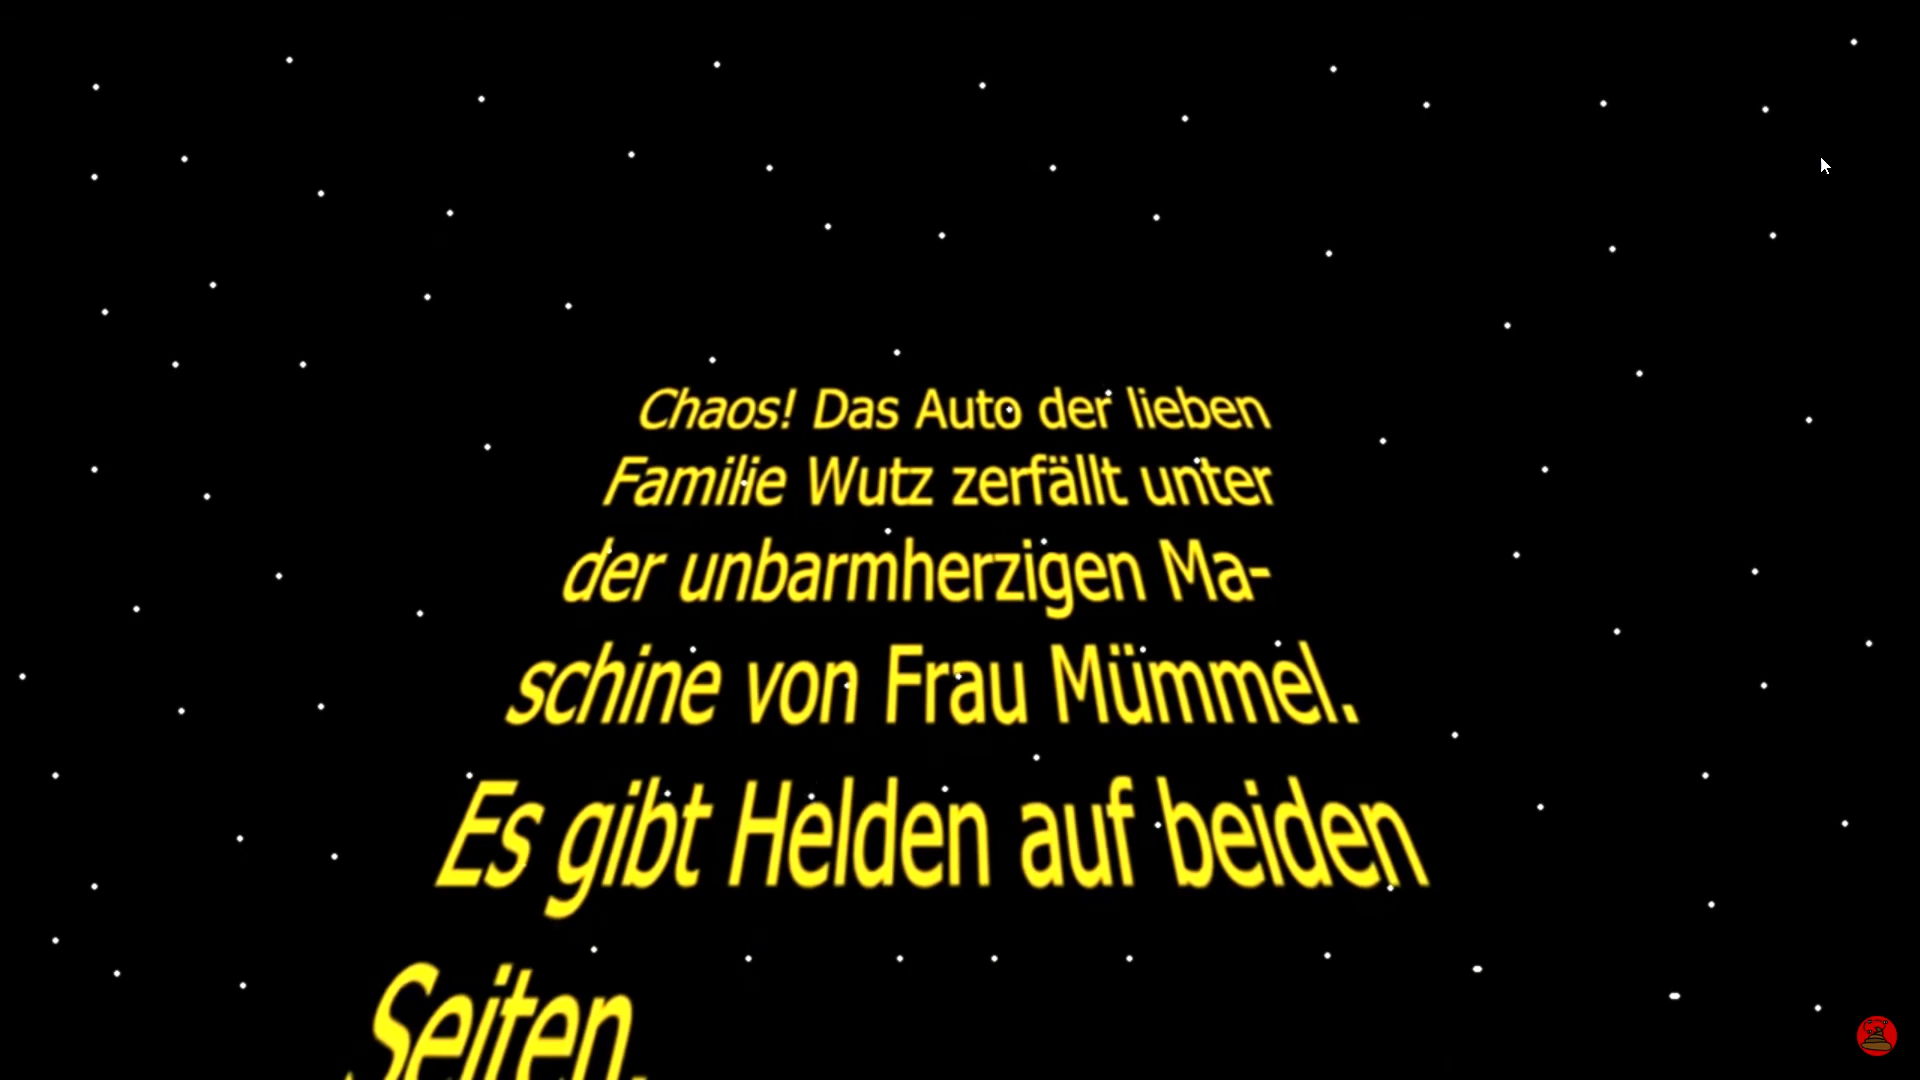 Chaos! Das Auto der lieben
Familie Wutz zerfällt unter
der unbarmherzigen Ma-
schine von Frau Mümmel.
Es gibt Helden auf beiden
Seiten.